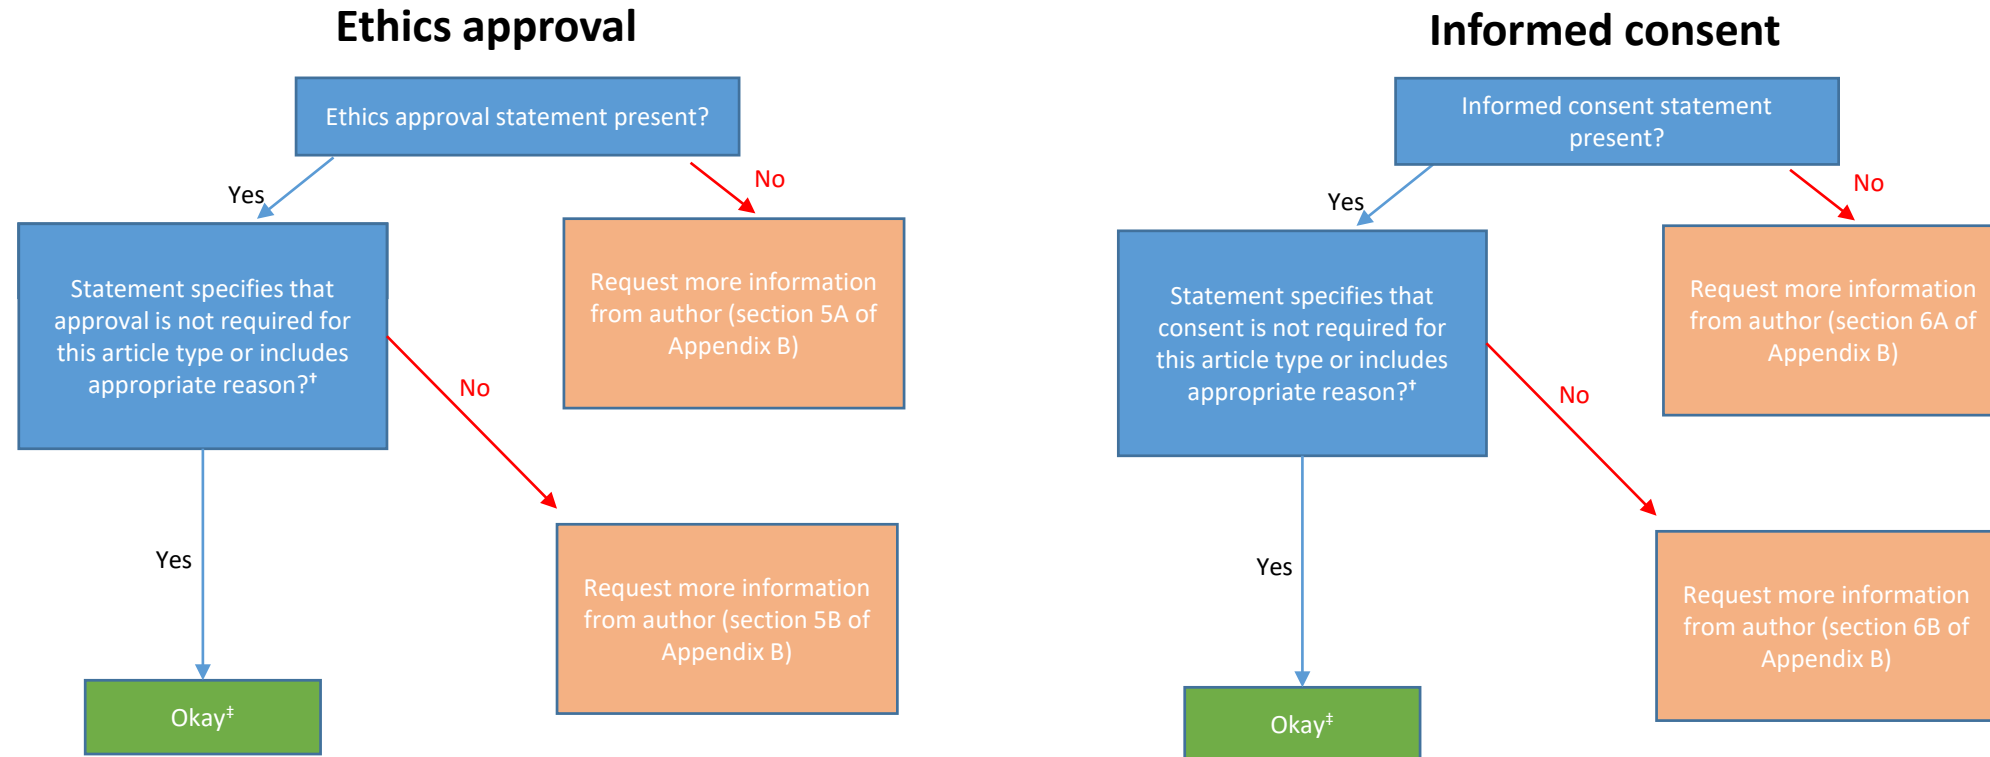 Ethics approval
Ethics approval statement present?
Yes
No
Statement specifies that
approval is not required for
this article type or includes
appropriate reason?†
Request more information
from author (section 5A of
Appendix B)
No
Yes
Request more information
from author (section 5B of
Appendix B)
Okay‡
Informed consent
Informed consent statement
present?
Yes
No
Statement specifies that
consent is not required for
this article type or includes
appropriate reason?†
Request more information
from author (section 6A of
Appendix B)
No
Yes
Request more information
from author (section 6B of
Appendix B)
Okay‡